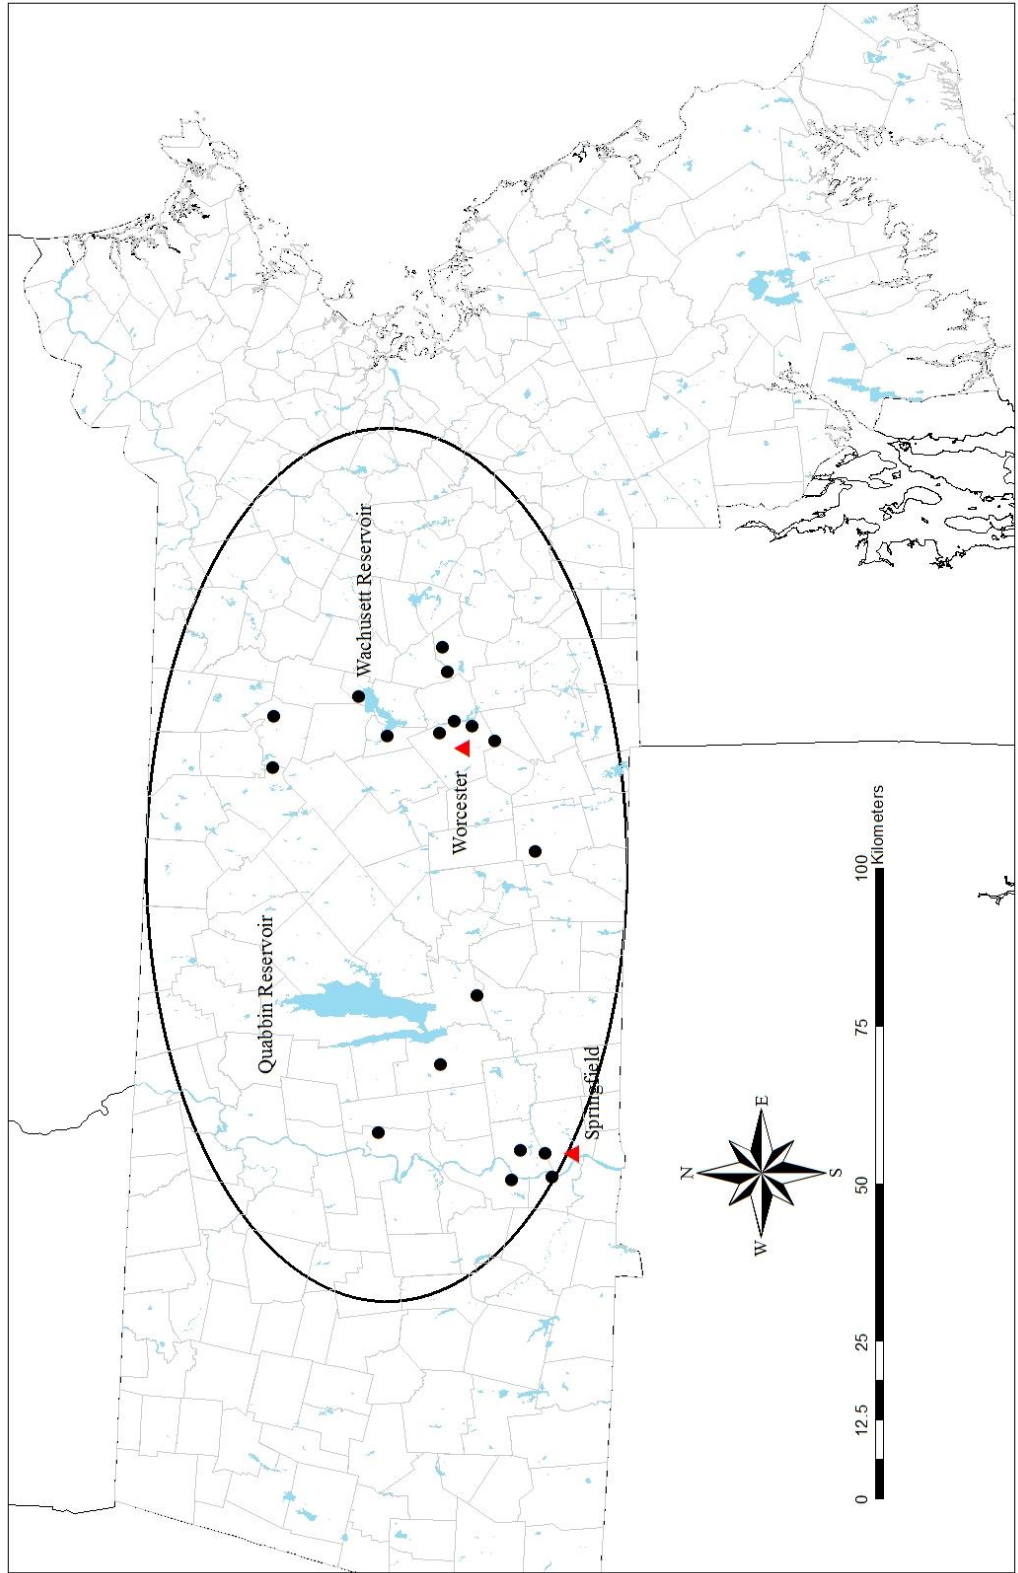 Quabbin Reservoir
Wachusett Reservoir
Worcester
Springfield
N
W
E
S
0
12.5
25
50
75
100
Kilometers